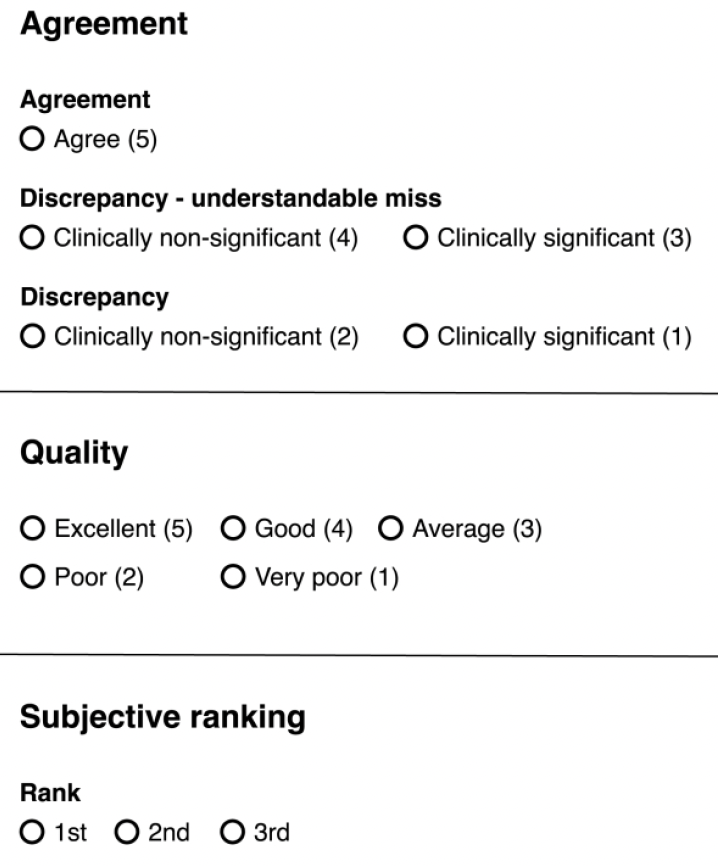 Agreement
Agreement
Agree (5)
Discrepancy - understandable miss
Clinically non-significant (4) Clinically significant (3)
Discrepancy
Clinically non-significant (2) Clinically significant (1)
Quality
Excellent (5) Good (4) Average (3)
Poor (2) Very poor (1)
Subjective ranking
Rank
1st 2nd 3rd